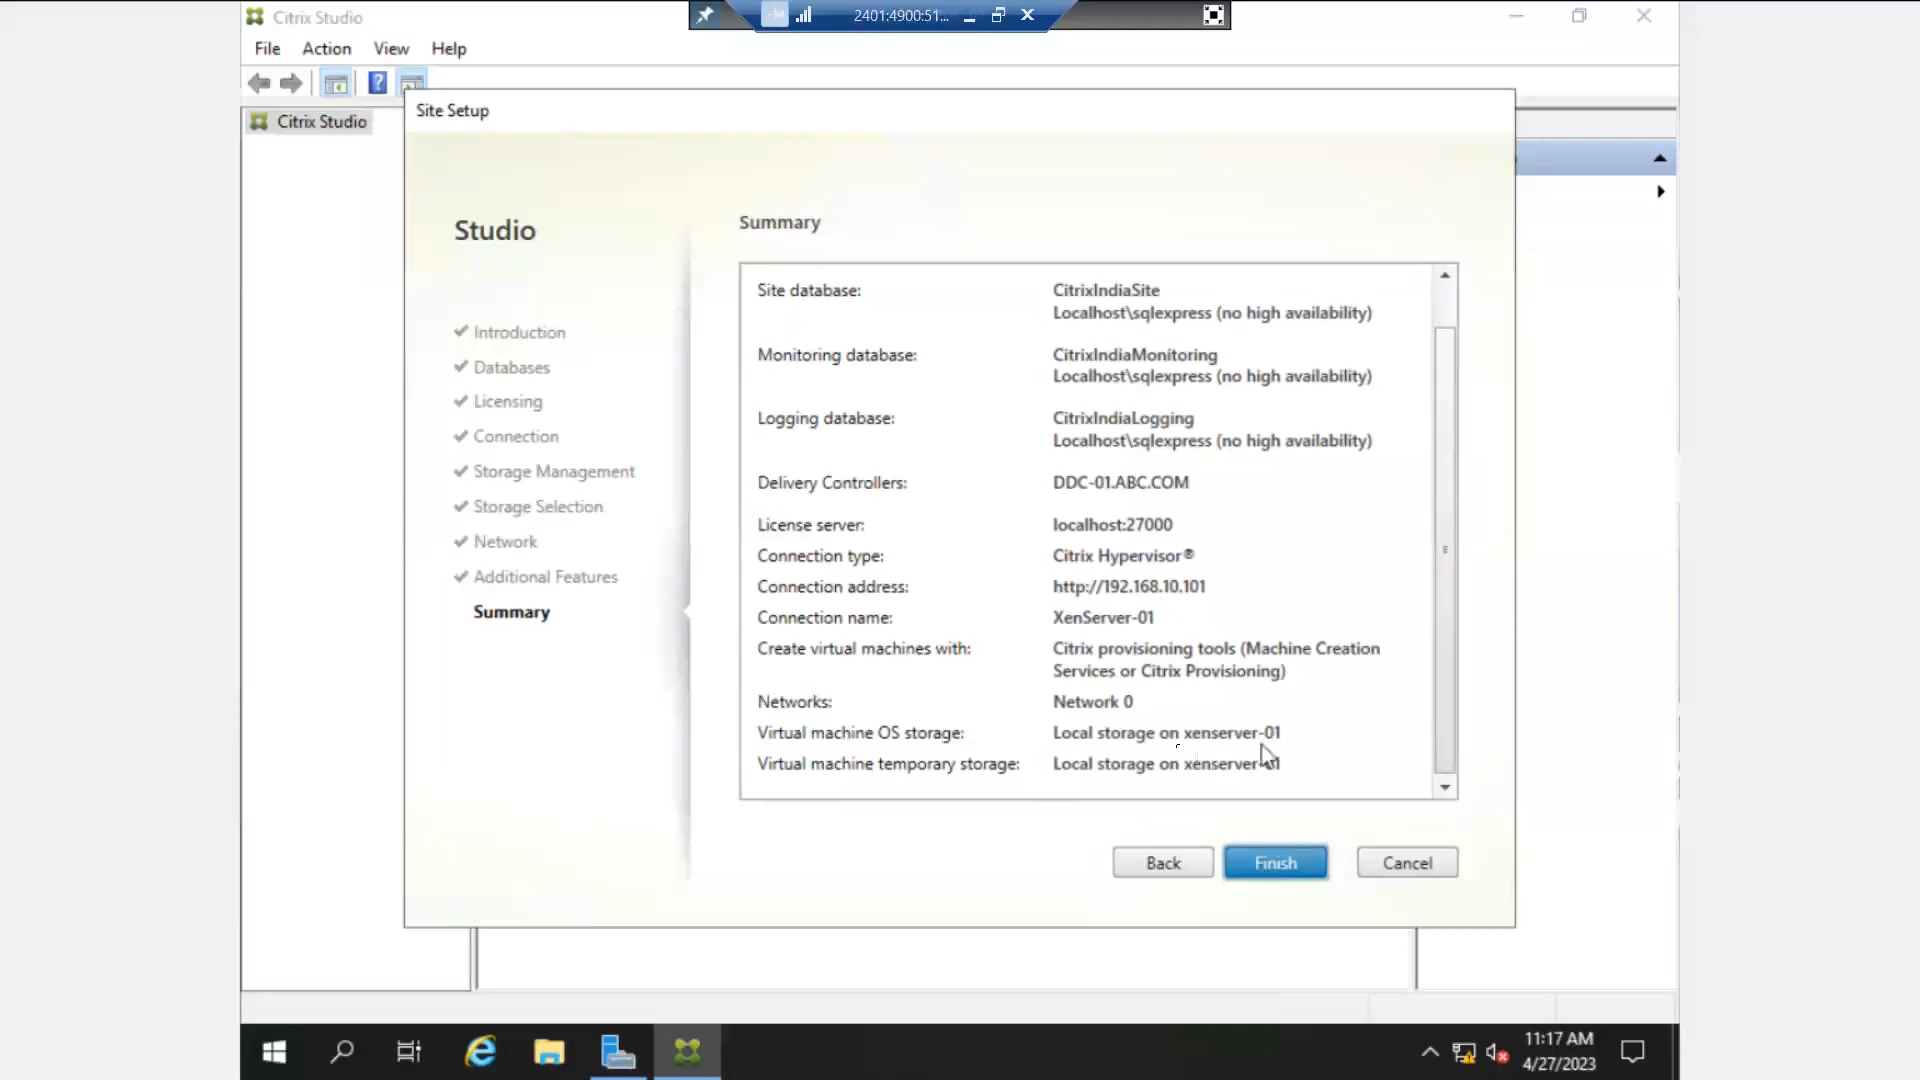 Citrix Studio
2401:4900:51...
File Action View Help
Citrix Studio
Site Setup
Studio
Introduction
Databases
Licensing
Connection
Storage Management
Storage Selection
Network
Additional Features
Summary
Summary
Site database: CitrixIndiaSite
Localhost\sqlexpress (no high availability)
Monitoring database: CitrixIndiaMonitoring
Localhost\sqlexpress (no high availability)
Logging database: CitrixIndiaLogging
Localhost\sqlexpress (no high availability)
Delivery Controllers: DDC-01.ABC.COM
License server: localhost:27000
Connection type: Citrix Hypervisor®
Connection address: http://192.168.10.101
Connection name: XenServer-01
Create virtual machines with: Citrix provisioning tools (Machine Creation
Services or Citrix Provisioning)
Networks: Network 0
Virtual machine OS storage: Local storage on xenserver-01
Virtual machine temporary storage: Local storage on xenserver-01
Back Finish Cancel
11:17 AM
4/27/2023